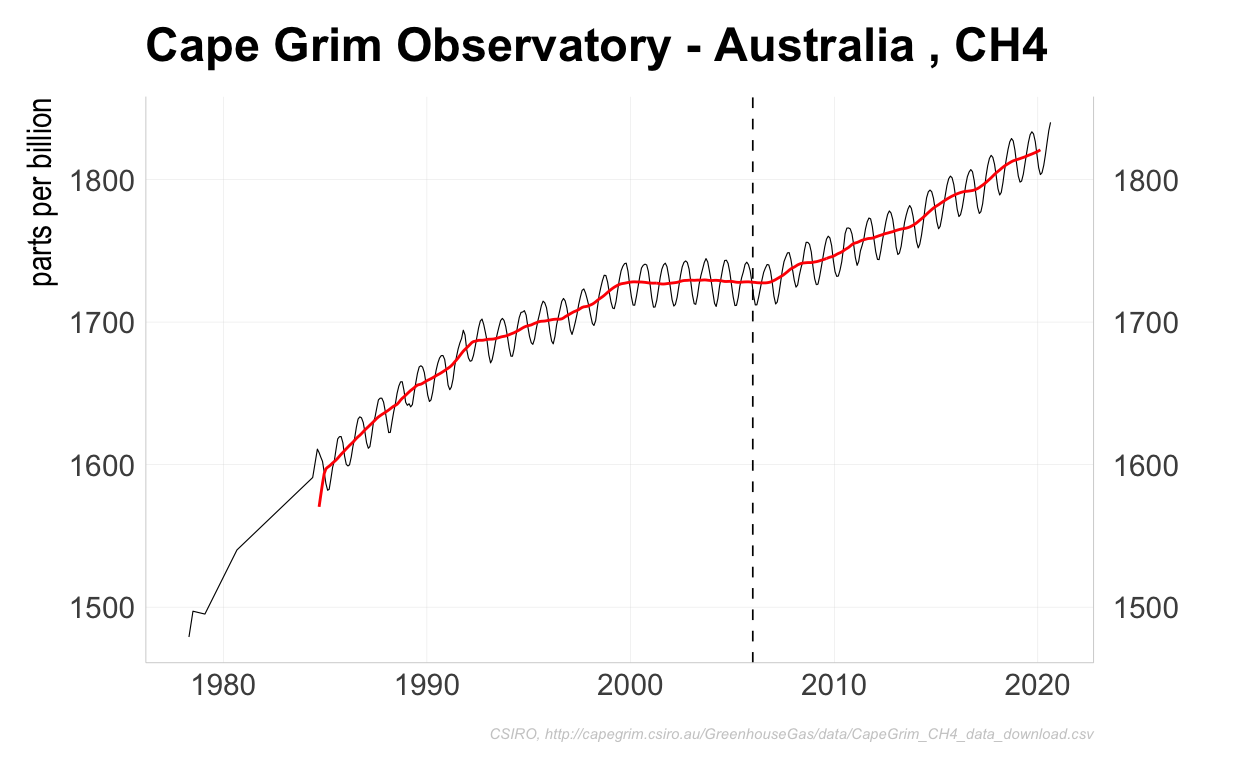 Cape Grim Observatory - Australia , CH4
parts per billion
1800
1700
1600
1500
1800
1700
1600
1500
1980 1990 2000 2010 2020
CSIRO, http://capegrim.csiro.au/GreenhouseGas/data/CapeGrim_CH4_data_download.csv